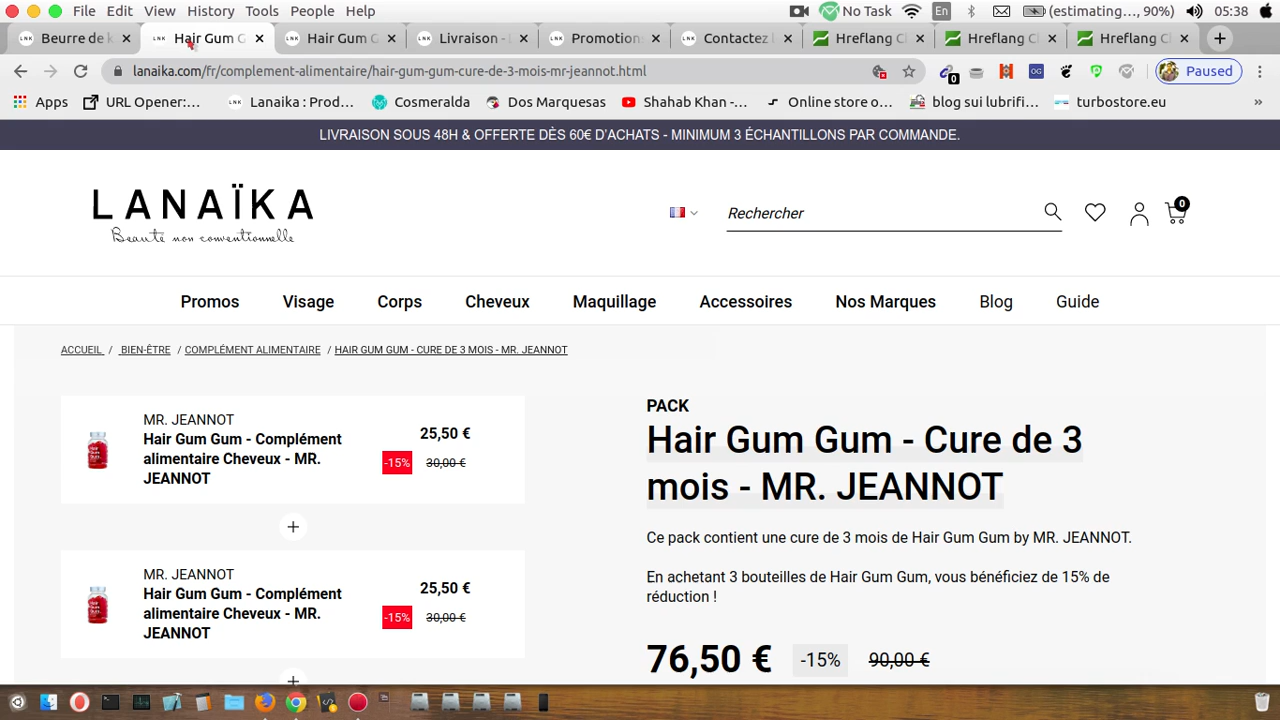 File Edit View History Tools People Help
No Task
En
(estimating..., 90%)
05:38
Beurre de k
Hair Gum G
Hair Gum G
Livraison - L
Promotion
Contactez l
Hreflang C
Hreflang C
Hreflang C
lanaika.com/fr/complement-alimentaire/hair-gum-gum-cure-de-3-mois-mr-jeannot.html
0
OG
Paused
Apps
URL Opener:...
LNK
Lanaika : Prod...
Cosmeralda
Dos Marquesas
Shahab Khan -...
Online store o...
blog sui lubrifi...
turbostore.eu
»
LIVRAISON SOUS 48H & OFFERTE DÈS 60€ D'ACHATS - MINIMUM 3 ÉCHANTILLONS PAR COMMANDE.
LANAÏKA
Beauté non conventionnelle
Rechercher
0
Promos Visage Corps Cheveux Maquillage Accessoires Nos Marques Blog Guide
ACCUEIL / BIEN-ÊTRE / COMPLÉMENT ALIMENTAIRE / HAIR GUM GUM - CURE DE 3 MOIS - MR. JEANNOT
MR. JEANNOT
Hair Gum Gum - Complément
alimentaire Cheveux - MR.
JEANNOT
25,50 €
-15% 30,00 €
+
MR. JEANNOT
Hair Gum Gum - Complément
alimentaire Cheveux - MR.
JEANNOT
25,50 €
-15% 30,00 €
+
PACK
Hair Gum Gum - Cure de 3
mois - MR. JEANNOT
Ce pack contient une cure de 3 mois de Hair Gum Gum by MR. JEANNOT.
En achetant 3 bouteilles de Hair Gum Gum, vous bénéficiez de 15% de
réduction !
76,50 € -15% 90,00 €